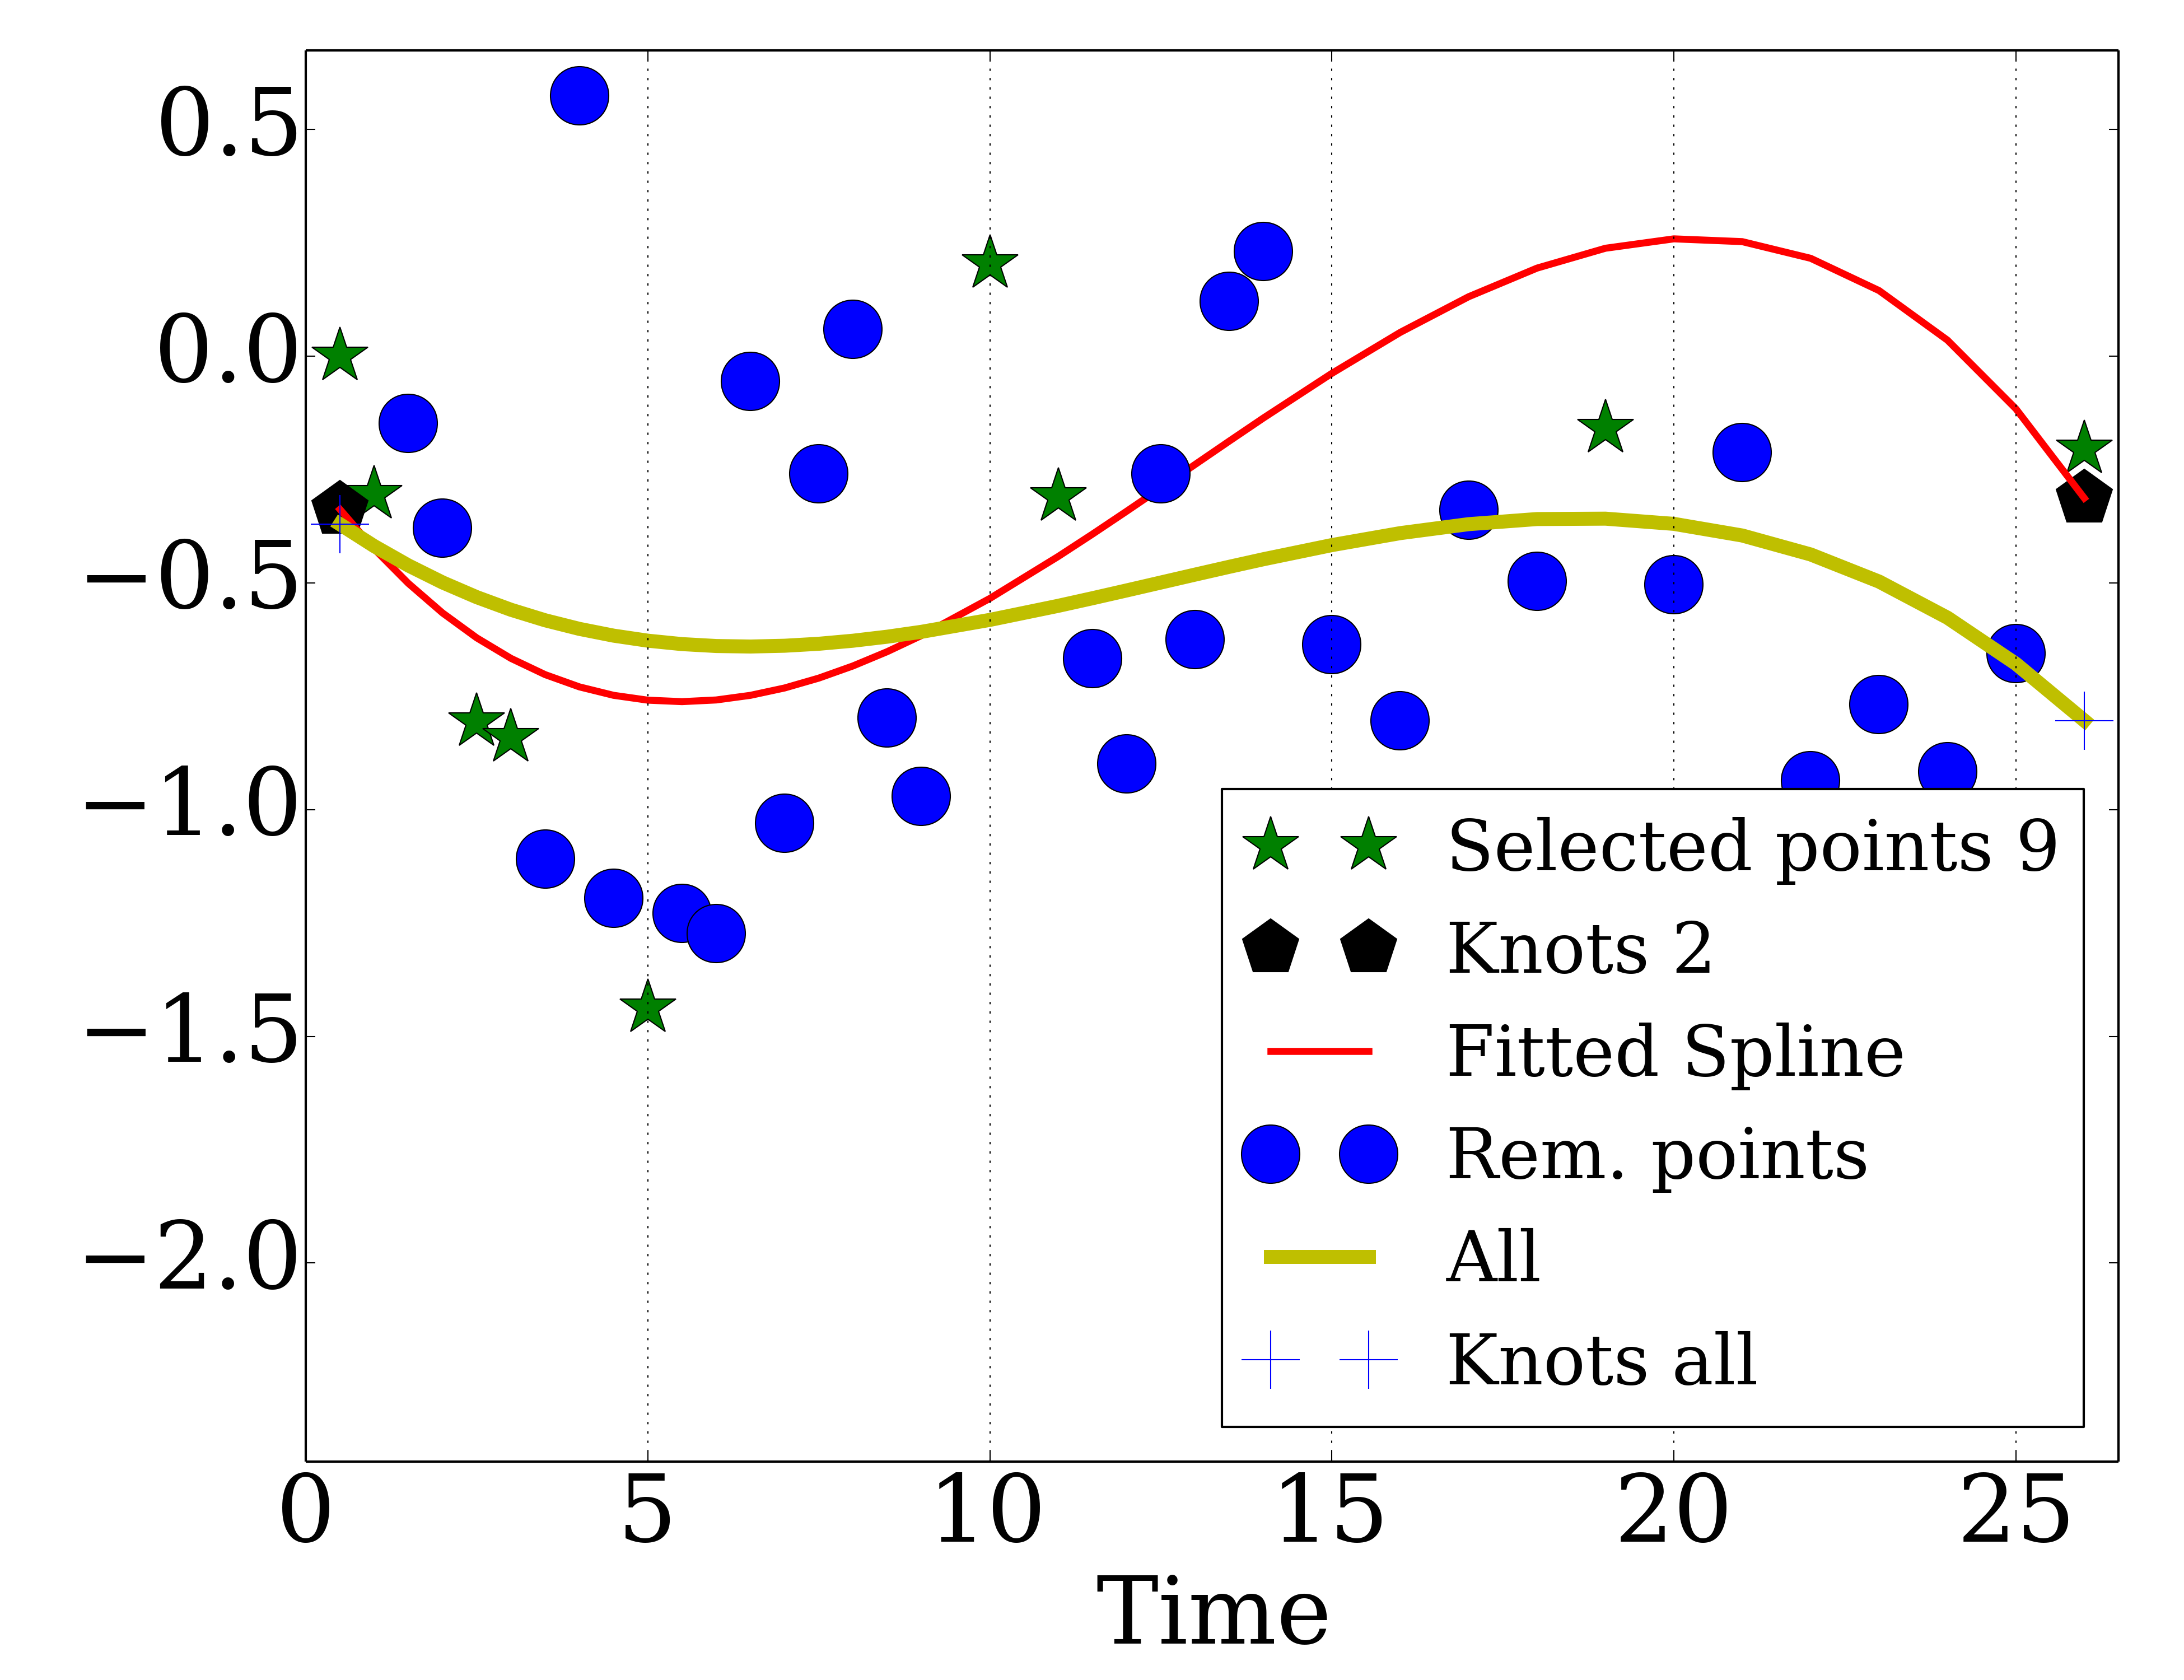 0.5
0.0
−0.5
−1.0
−1.5
−2.0
Selected points 9
Knots 2
Fitted Spline
Rem. points
All
Knots all
0 5 10 15 20 25
Time